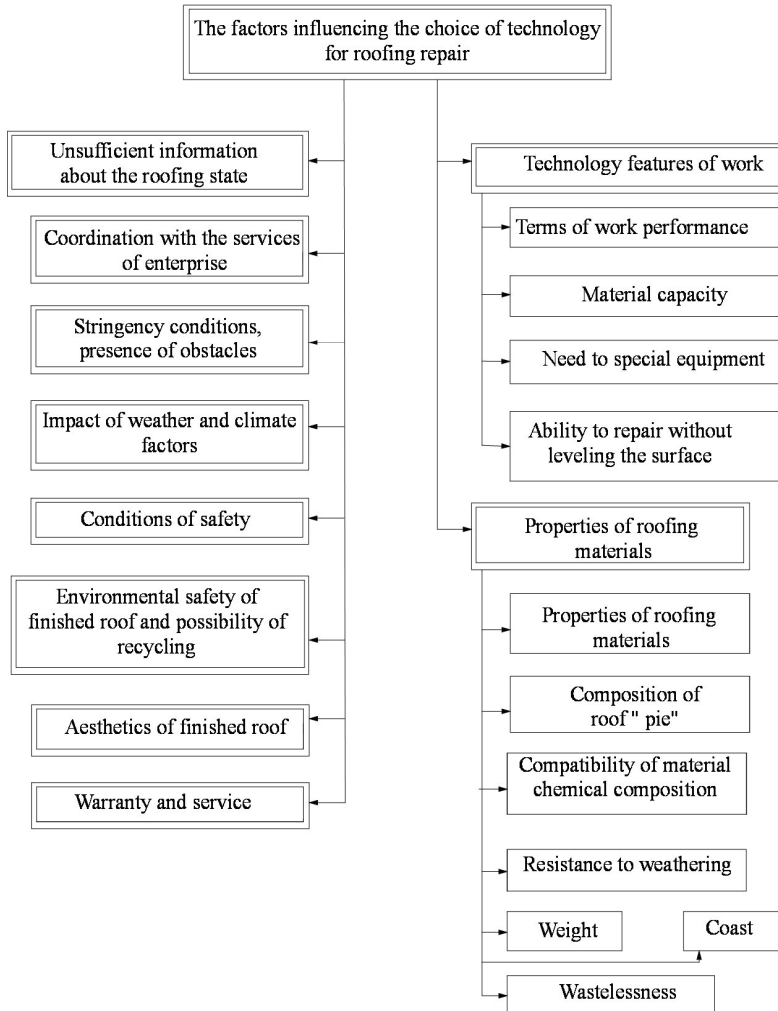 The factors influencing the choice of technology
for roofing repair
Unsufficient information
about the roofing state
Coordination with the services
of enterprise
Stringency conditions,
presence of obstacles
Impact of weather and climate
factors
Conditions of safety
Environmental safety of
finished roof and possibility of
recycling
Aesthetics of finished roof
Warranty and service
Technology features of work
Terms of work performance
Material capacity
Need to special equipment
Ability to repair without
leveling the surface
Properties of roofing
materials
Properties of roofing
materials
Composition of
roof " pie"
Compatibility of material
chemical composition
Resistance to weathering
Weight
Coast
Wastelessness